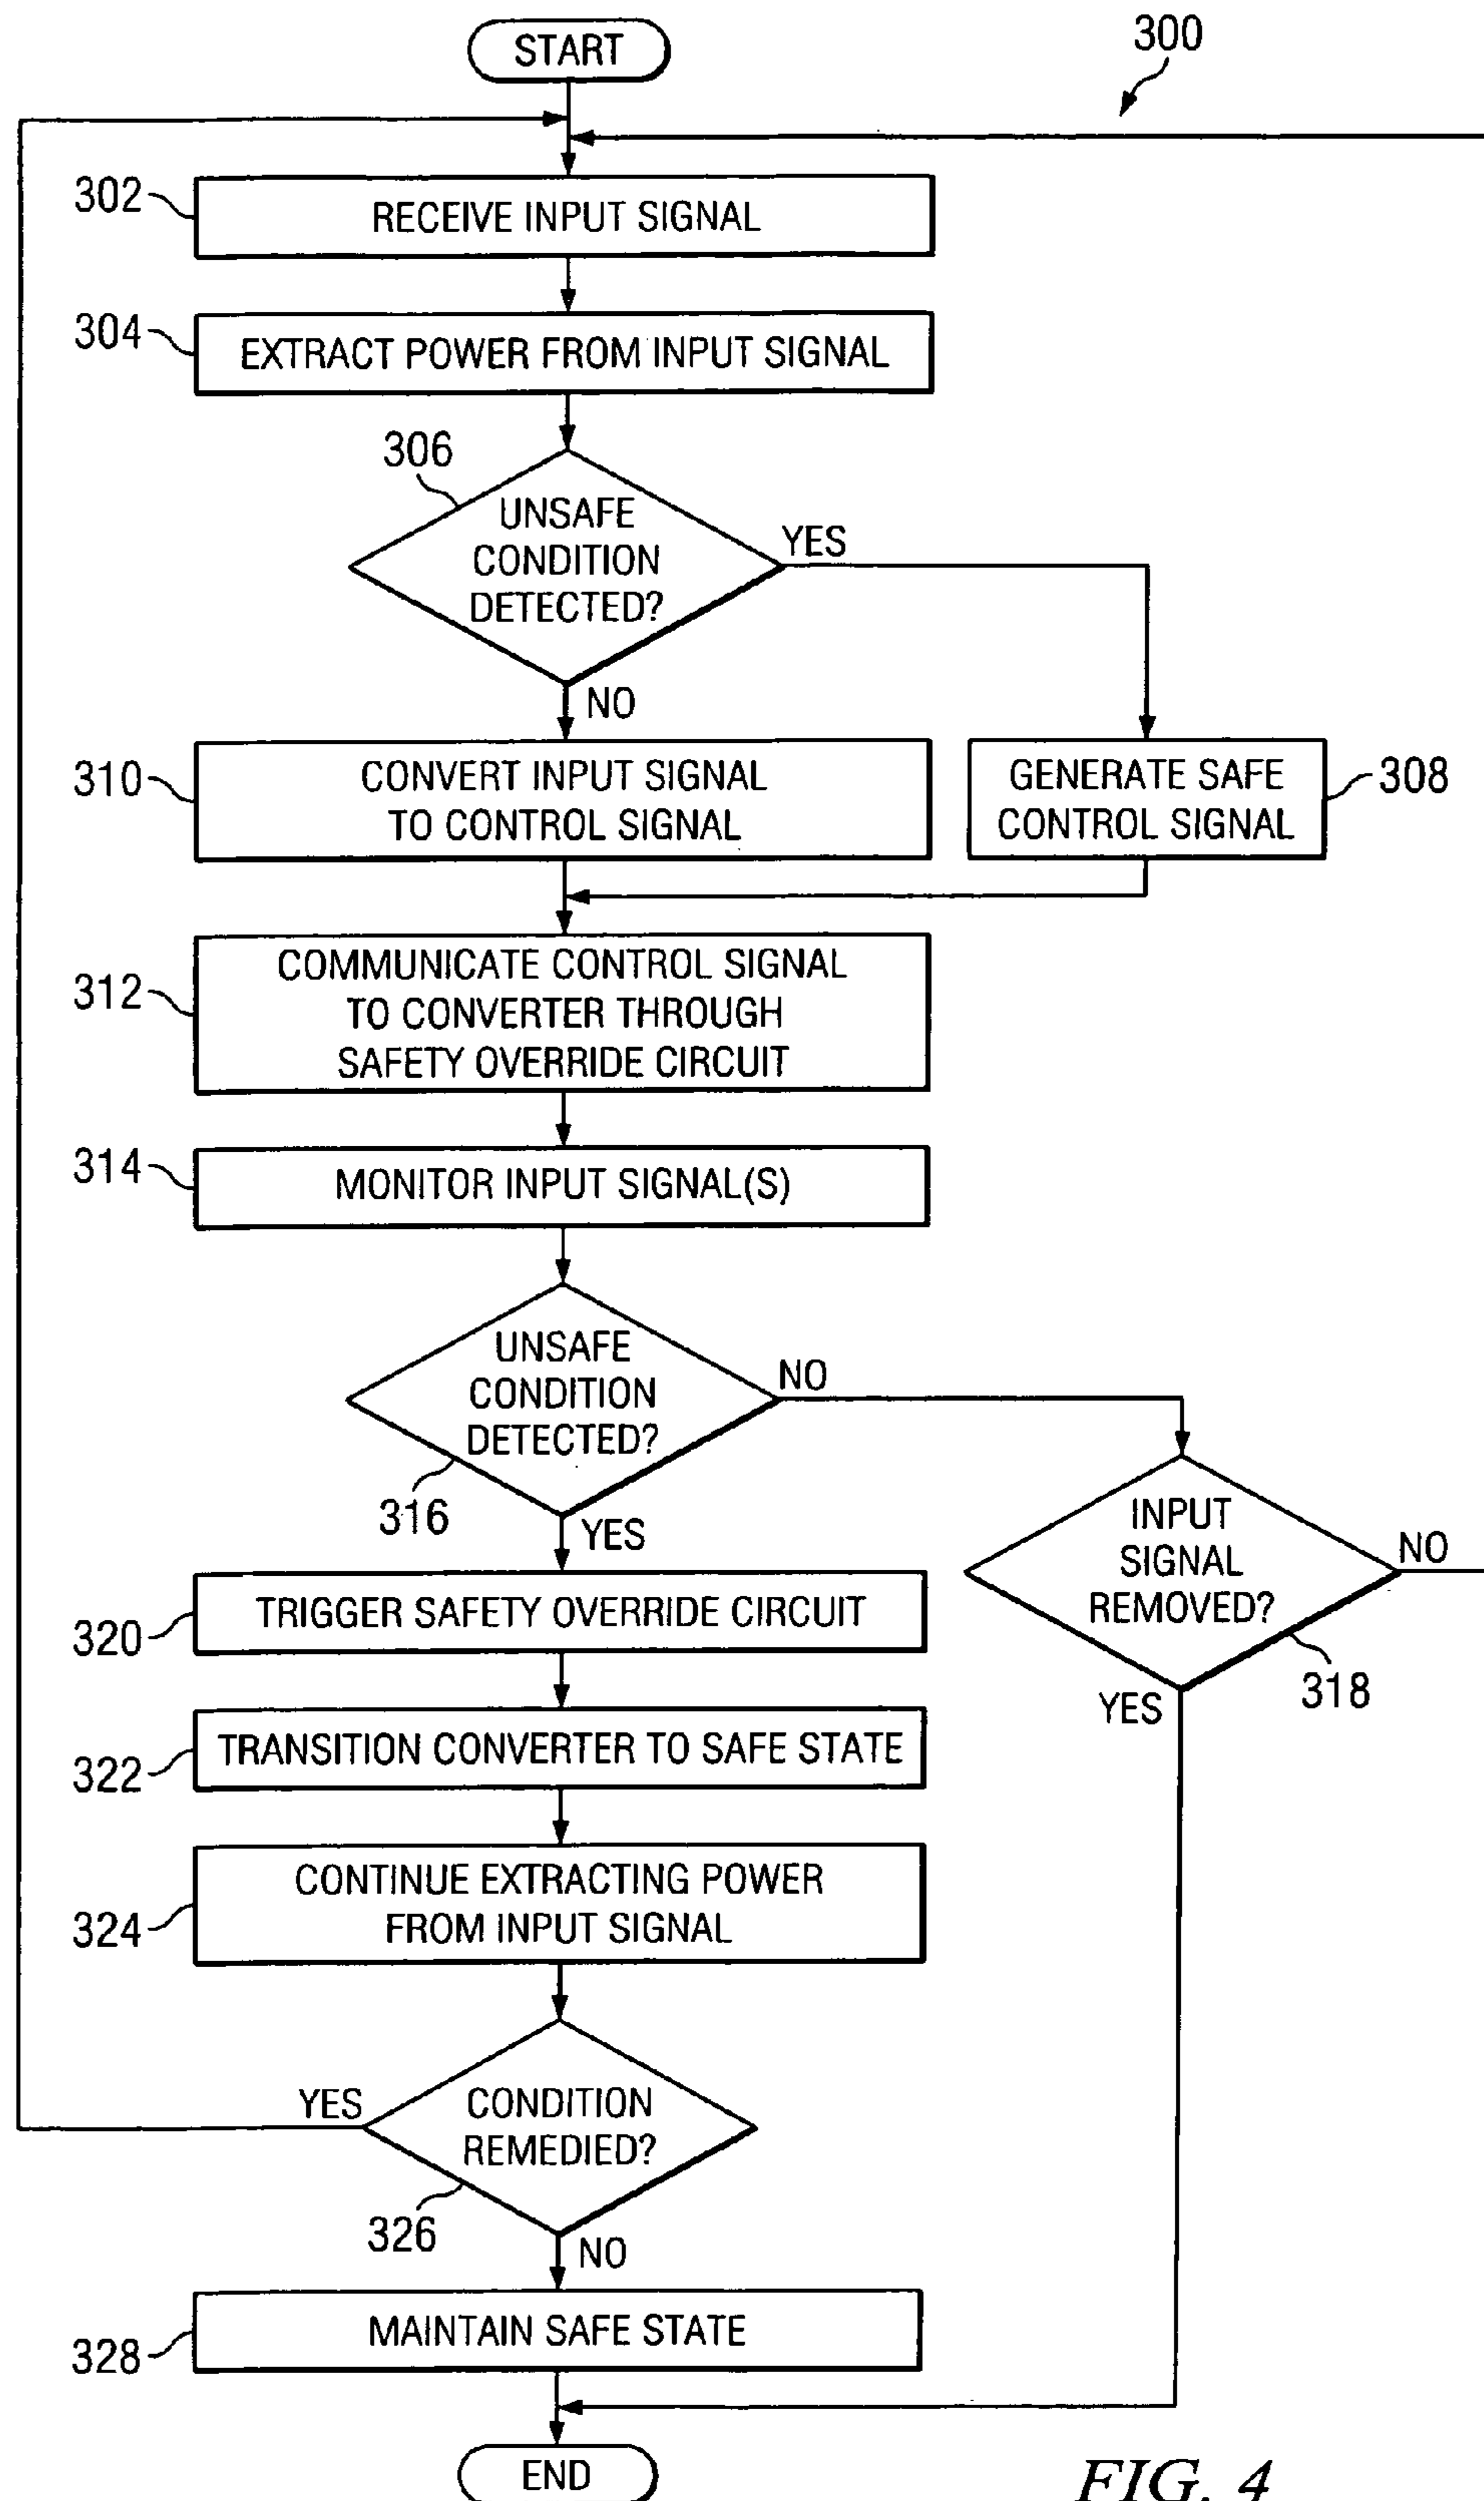 START
300
302
RECEIVE INPUT SIGNAL
304
EXTRACT POWER FROM INPUT SIGNAL
306
UNSAFE
CONDITION
DETECTED?
YES
NO
310
CONVERT INPUT SIGNAL
TO CONTROL SIGNAL
GENERATE SAFE
CONTROL SIGNAL
308
312
COMMUNICATE CONTROL SIGNAL
TO CONVERTER THROUGH
SAFETY OVERRIDE CIRCUIT
314
MONITOR INPUT SIGNAL(S)
UNSAFE
CONDITION
DETECTED?
NO
316
YES
INPUT
SIGNAL
REMOVED?
NO
318
YES
320
TRIGGER SAFETY OVERRIDE CIRCUIT
322
TRANSITION CONVERTER TO SAFE STATE
324
CONTINUE EXTRACTING POWER
FROM INPUT SIGNAL
YES
CONDITION
REMEDIED?
326
NO
328
MAINTAIN SAFE STATE
END
FIG. 4